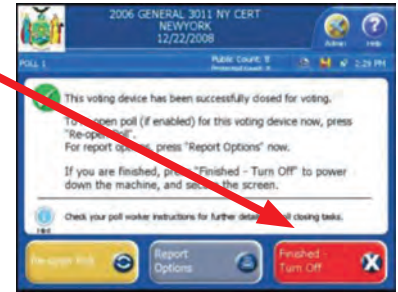 2006 GENERAL 3011 NY CERT
NEWYORK
12/22/2008
Admin
Help
POLL 1
Public Count: 8
Protected Count:
2:29 PM
This voting device has been successfully closed for voting.
open poll (if enabled) for this voting device now, press
"Re-open Poll".
For report options, press "Report Options" now.
If you are finished, press "Finished - Turn Off" to power
down the machine, and secure the screen.
Hint
Check your poll worker instructions for further details poll closing tasks.
Re-open Poll
Report
Options
Finished -
Turn Off